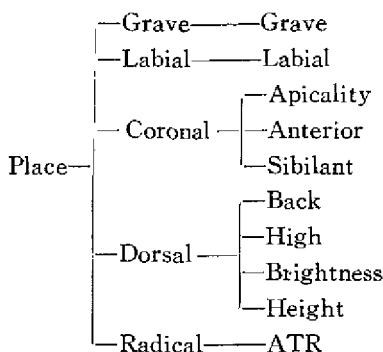 Grave Grave
Labial Labial
Apicality
Coronal Anterior
Sibilant
Place
Back
High
Dorsal
Brightness
Height
Radical ATR